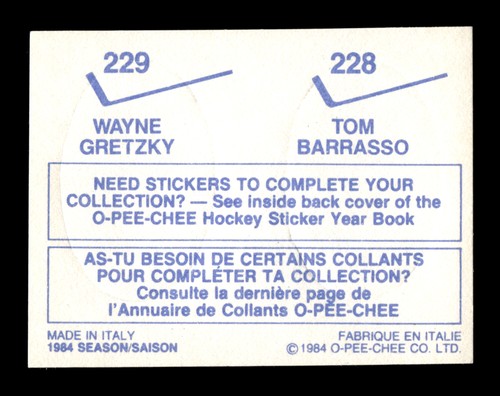 229
WAYNE
GRETZKY
228
TOM
BARRASSO
NEED STICKERS TO COMPLETE YOUR
COLLECTION? — See inside back cover of the
O-PEE-CHEE Hockey Sticker Year Book
AS-TU BESOIN DE CERTAINS COLLANTS
POUR COMPLÉTER TA COLLECTION?
Consulte la dernière page de
l'Annuaire de Collants O-PEE-CHEE
MADE IN ITALY
1984 SEASON/SAISON
FABRIQUE EN ITALIE
© 1984 O-PEE-CHEE CO. LTD.